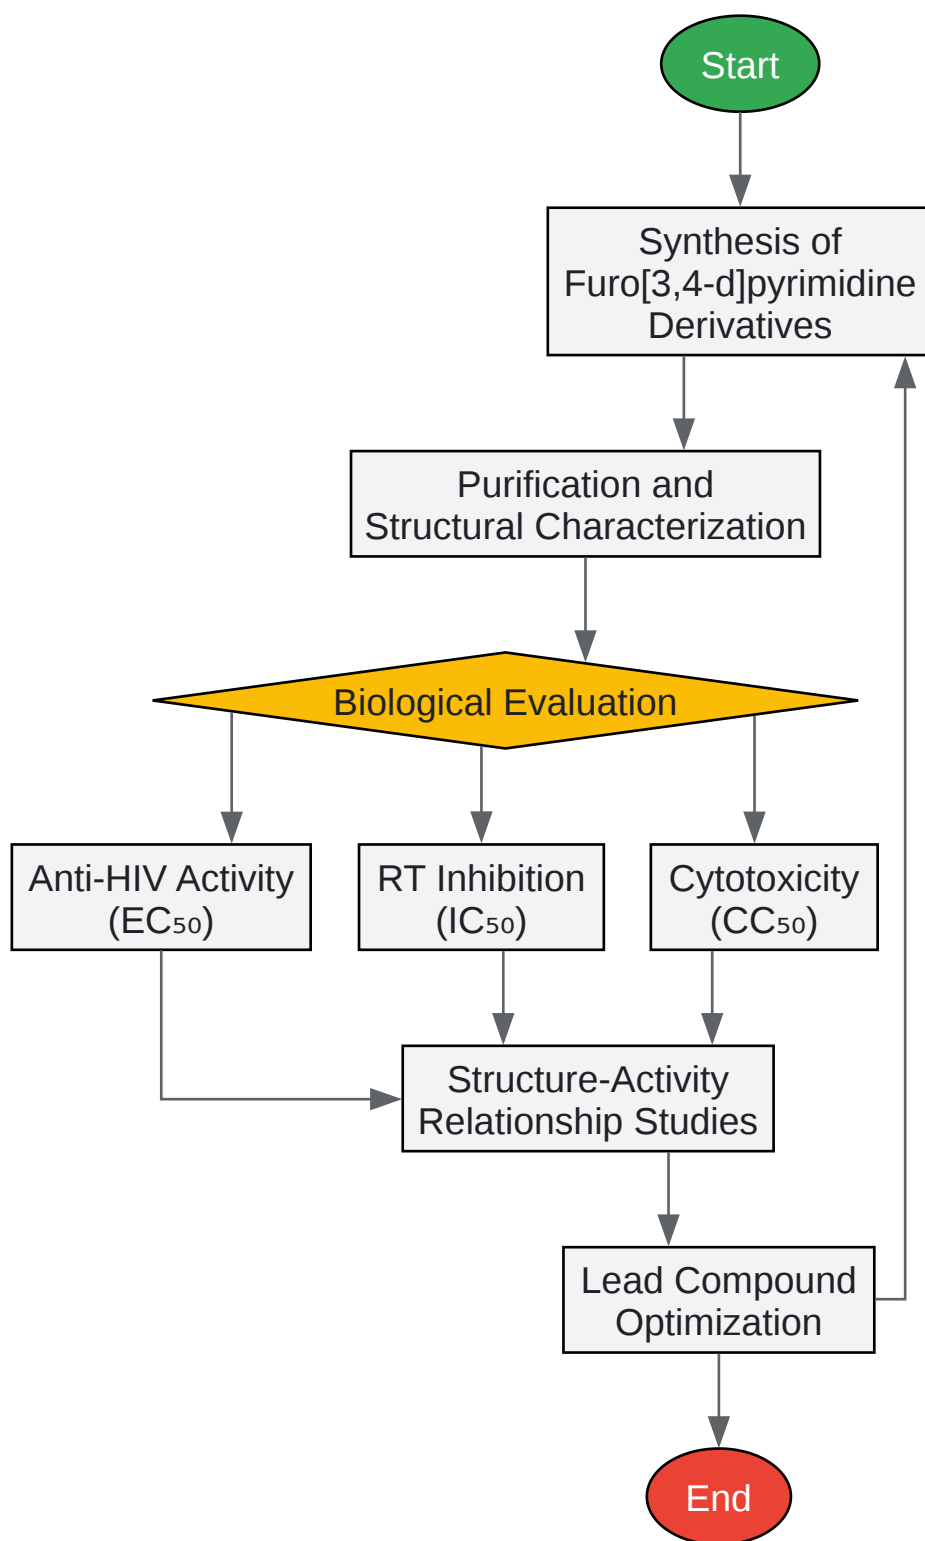 Start
Synthesis of
Furo[3,4-d]pyrimidine
Derivatives
Purification and
Structural Characterization
Biological Evaluation
Anti-HIV Activity
(EC₅₀)
RT Inhibition
(IC₅₀)
Cytotoxicity
(CC₅₀)
Structure-Activity
Relationship Studies
Lead Compound
Optimization
End